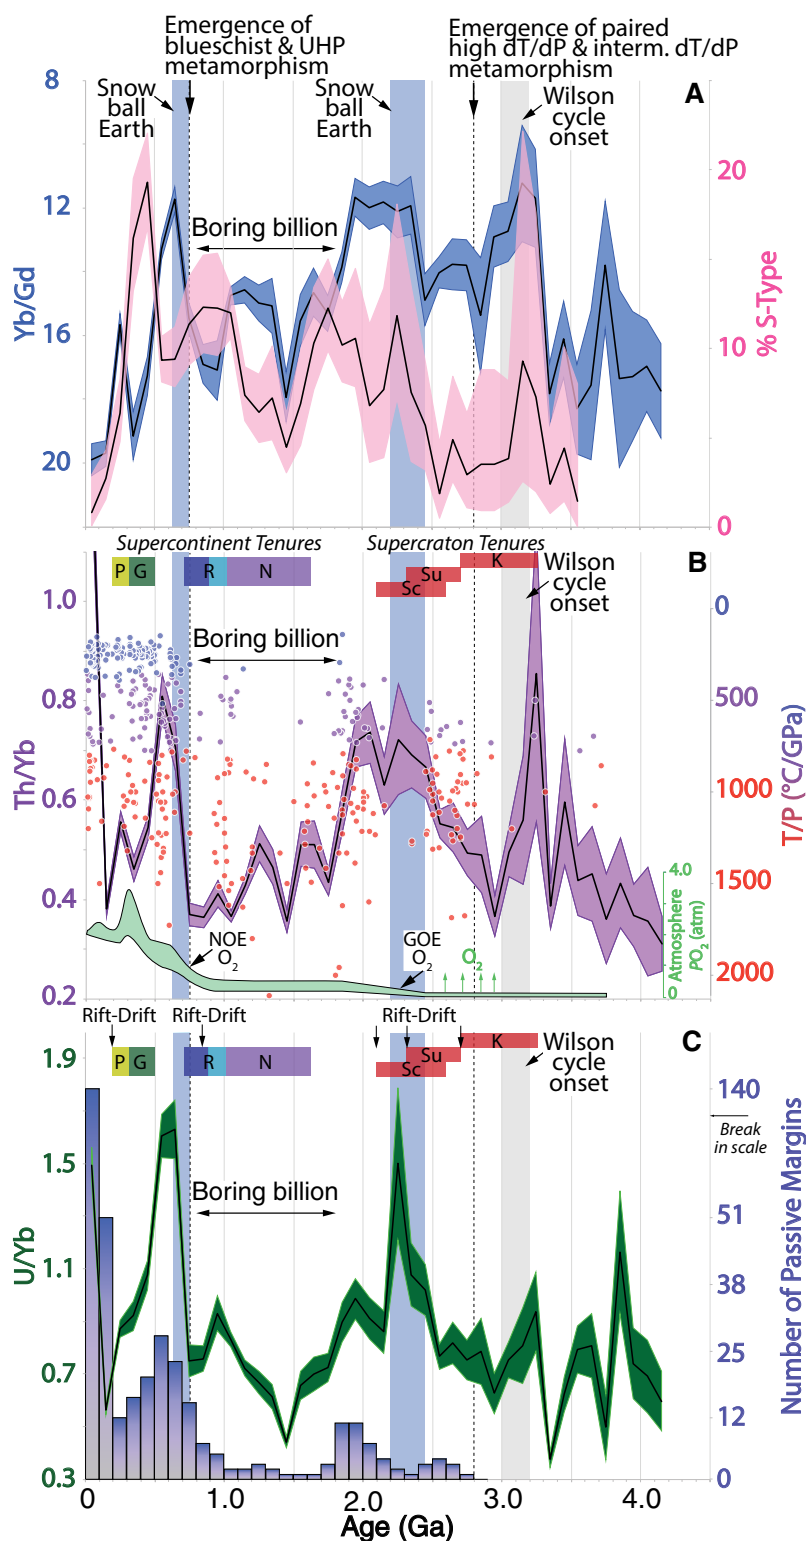 Emergence of
blueschist & UHP
metamorphism
Emergence of paired
high dT/dP & interm. dT/dP
metamorphism
8
12
16
20
Yb/Gd
Snow
ball
Earth
Snow
ball
Earth
A
Wilson
cycle
onset
Boring billion
20
10
0
% S-Type
Supercontinent Tenures
Supercraton Tenures
B
P
G
R
N
K
Su
Sc
Wilson
cycle
onset
Boring billion
1.0
0.8
0.6
0.4
0.2
Th/Yb
0
500
1000
1500
2000
T/P (°C/GPa)
4.0
0
Atmosphere
PO2 (atm)
NOE
O2
GOE
O2
O2
Rift-Drift
Rift-Drift
Rift-Drift
C
P
G
R
N
K
Su
Sc
Wilson
cycle
onset
Boring billion
1.9
1.5
1.1
0.7
0.3
U/Yb
140
Break
in scale
51
38
25
12
0
Number of Passive Margins
0
1.0
2.0
3.0
4.0
Age (Ga)